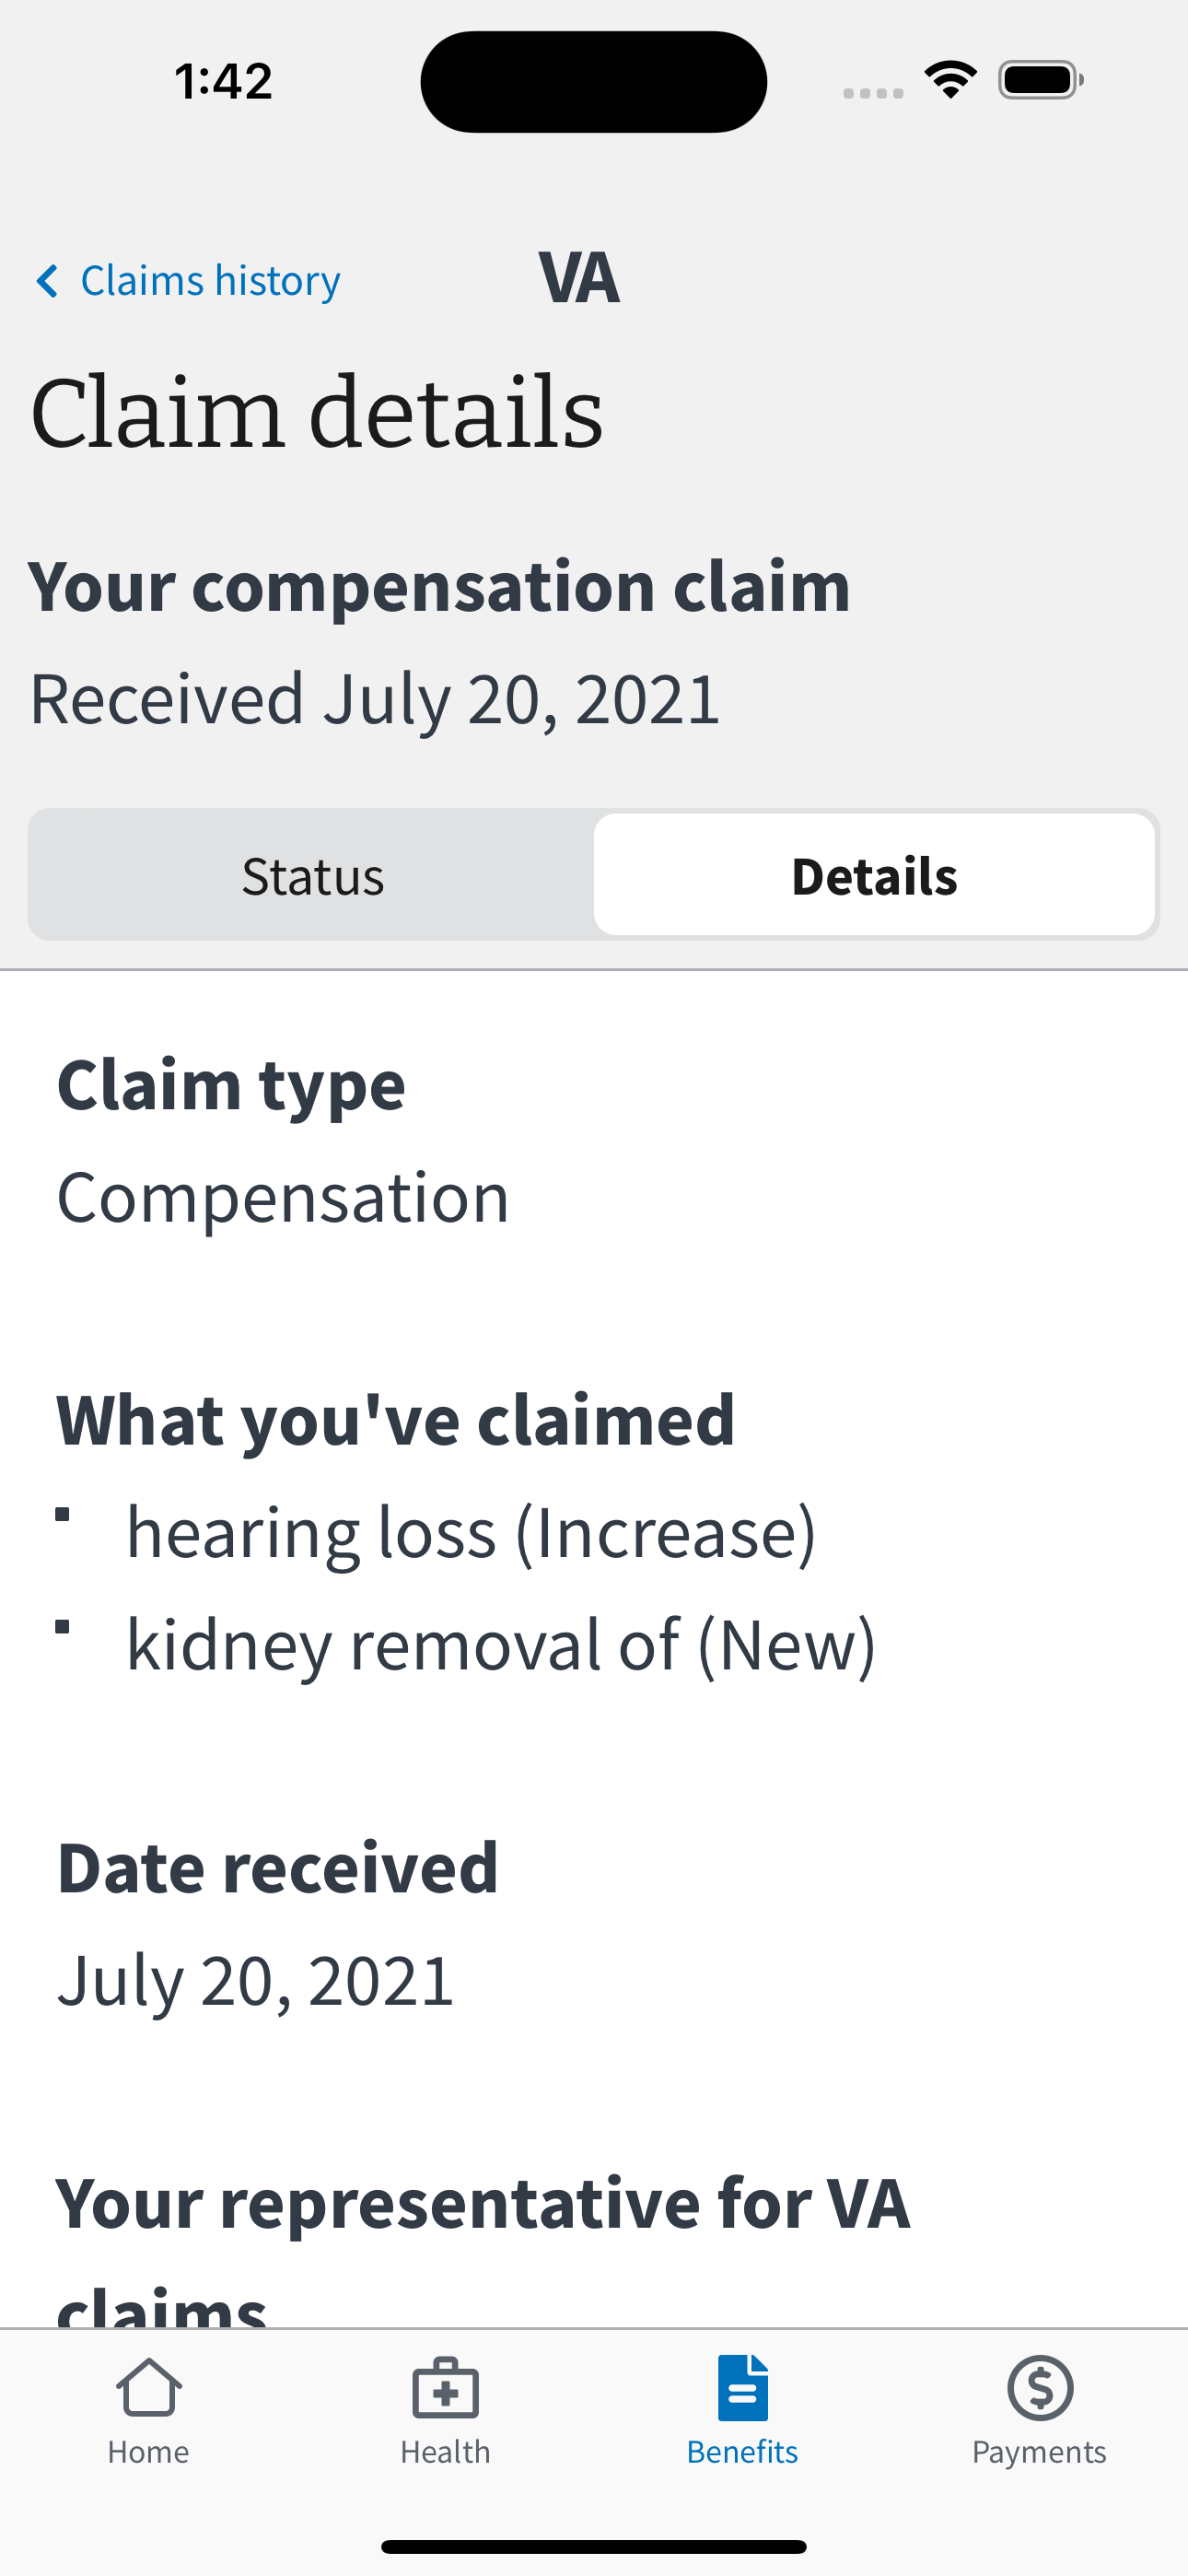 1:42
Claims history
VA
Claim details
Your compensation claim
Received July 20, 2021
Status
Details
Claim type
Compensation
What you've claimed
hearing loss (Increase)
kidney removal of (New)
Date received
July 20, 2021
Your representative for VA
claims
Home
Health
Benefits
Payments